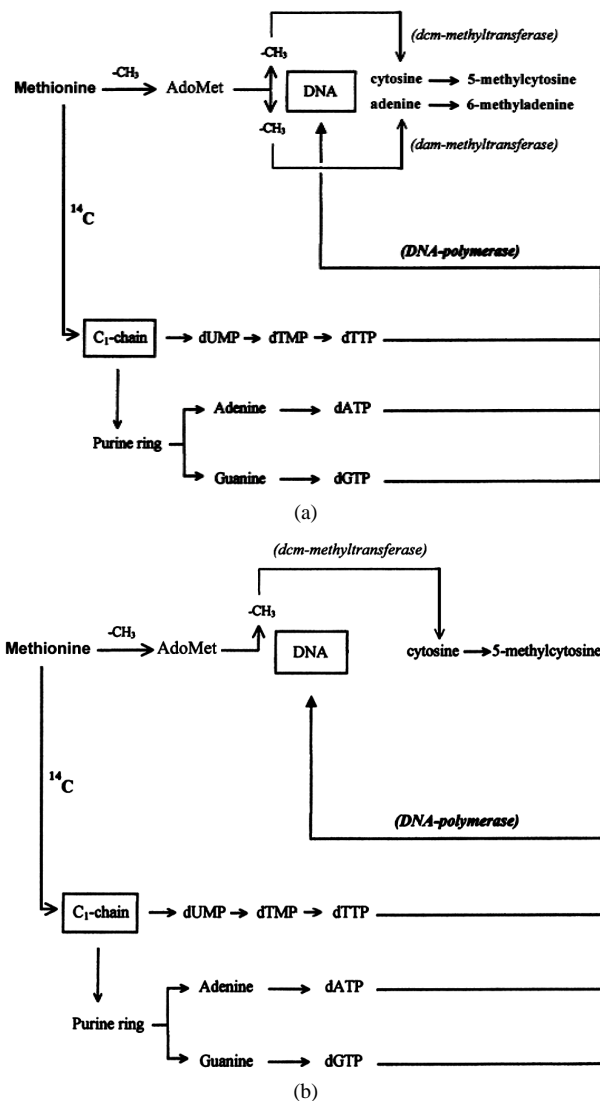 (dcm-methyltransferase)
-CH₃
-CH₃
cytosine → 5-methylcytosine
Methionine → AdoMet
DNA
adenine → 6-methyladenine
-CH₃
(dam-methyltransferase)
¹⁴C
(DNA-polymerase)
C₁-chain → dUMP → dTMP → dTTP
Adenine → dATP
Purine ring
Guanine → dGTP
(a)
(dcm-methyltransferase)
-CH₃
-CH₃
Methionine → AdoMet
DNA
cytosine → 5-methylcytosine
¹⁴C
(DNA-polymerase)
C₁-chain → dUMP → dTMP → dTTP
Adenine → dATP
Purine ring
Guanine → dGTP
(b)